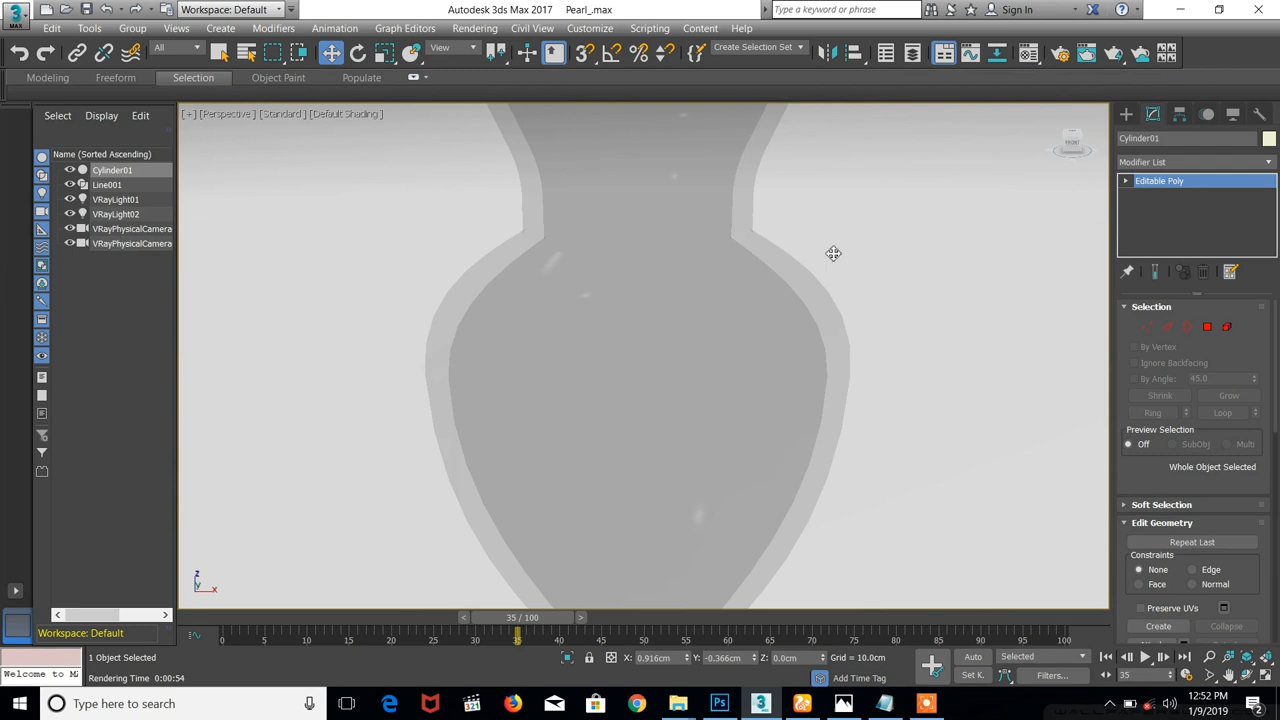 3
MAX
Workspace: Default
Autodesk 3ds Max 2017
Pearl_.max
Type a keyword or phrase
Sign In
Edit
Tools
Group
Views
Create
Modifiers
Animation
Graph Editors
Rendering
Civil View
Customize
Scripting
Content
Help
All
View
Create Selection Set
Modeling
Freeform
Selection
Object Paint
Populate
Select
Display
Edit
Name (Sorted Ascending)
Cylinder01
Line001
VRayLight01
VRayLight02
VRayPhysicalCamera
VRayPhysicalCamera
[+] [Perspective] [Standard] [Default Shading]
FRONT
z
y
x
Cylinder01
Modifier List
Editable Poly
Selection
By Vertex
Ignore Backfacing
By Angle:
45.0
Shrink
Grow
Ring
Loop
Preview Selection
Off
SubObj
Multi
Whole Object Selected
Soft Selection
Edit Geometry
Repeat Last
Constraints
None
Edge
Face
Normal
Preserve UVs
Create
Collapse
Workspace: Default
< 35 / 100 >
0 5 10 15 20 25 30 35 40 45 50 55 60 65 70 75 80 85 90 95 100
1 Object Selected
X: 0.916cm
Y: -0.366cm
Z: 0.0cm
Grid = 10.0cm
Auto
Selected
Welcome to M
Rendering Time 0:00:54
Add Time Tag
Set K.
Filters...
35
Type here to search
Ps
3
12:52 PM
1/9/2019
2